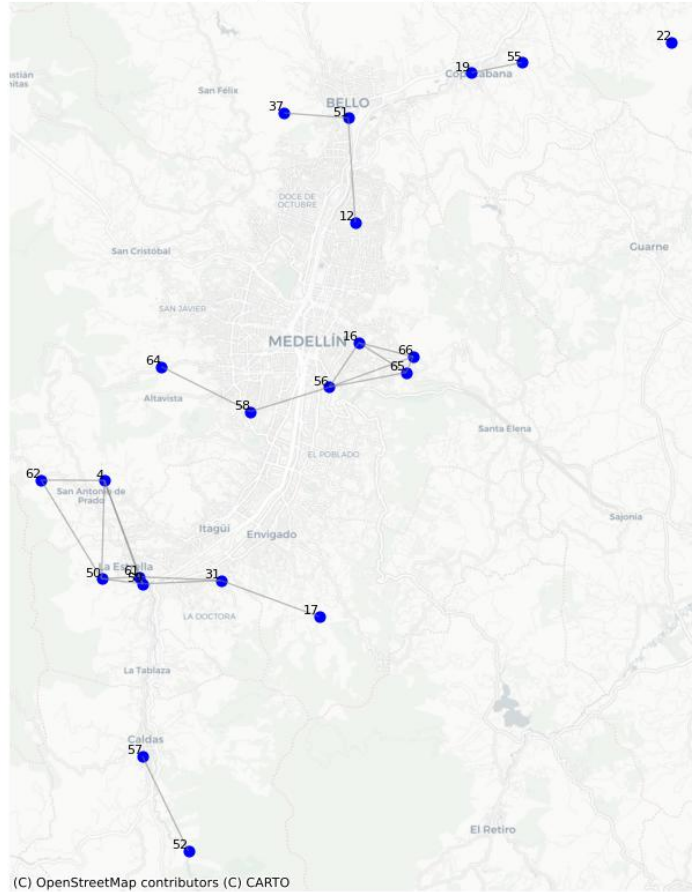 22
55
19
Copacabana
San Félix
37
BELLO
51
DOCE DE
OCTUBRE
12
Guarne
San Cristóbal
SAN JAVIER
MEDELLÍN
16
66
65
64
56
Altavista
58
Santa Elena
EL POBLADO
62
4
San Antonio de
Prado
Sajonia
Itagüí
Envigado
La Estrella
50
61
31
17
LA DOCTORA
La Tablaza
Caldas
57
El Retiro
52
(C) OpenStreetMap contributors (C) CARTO